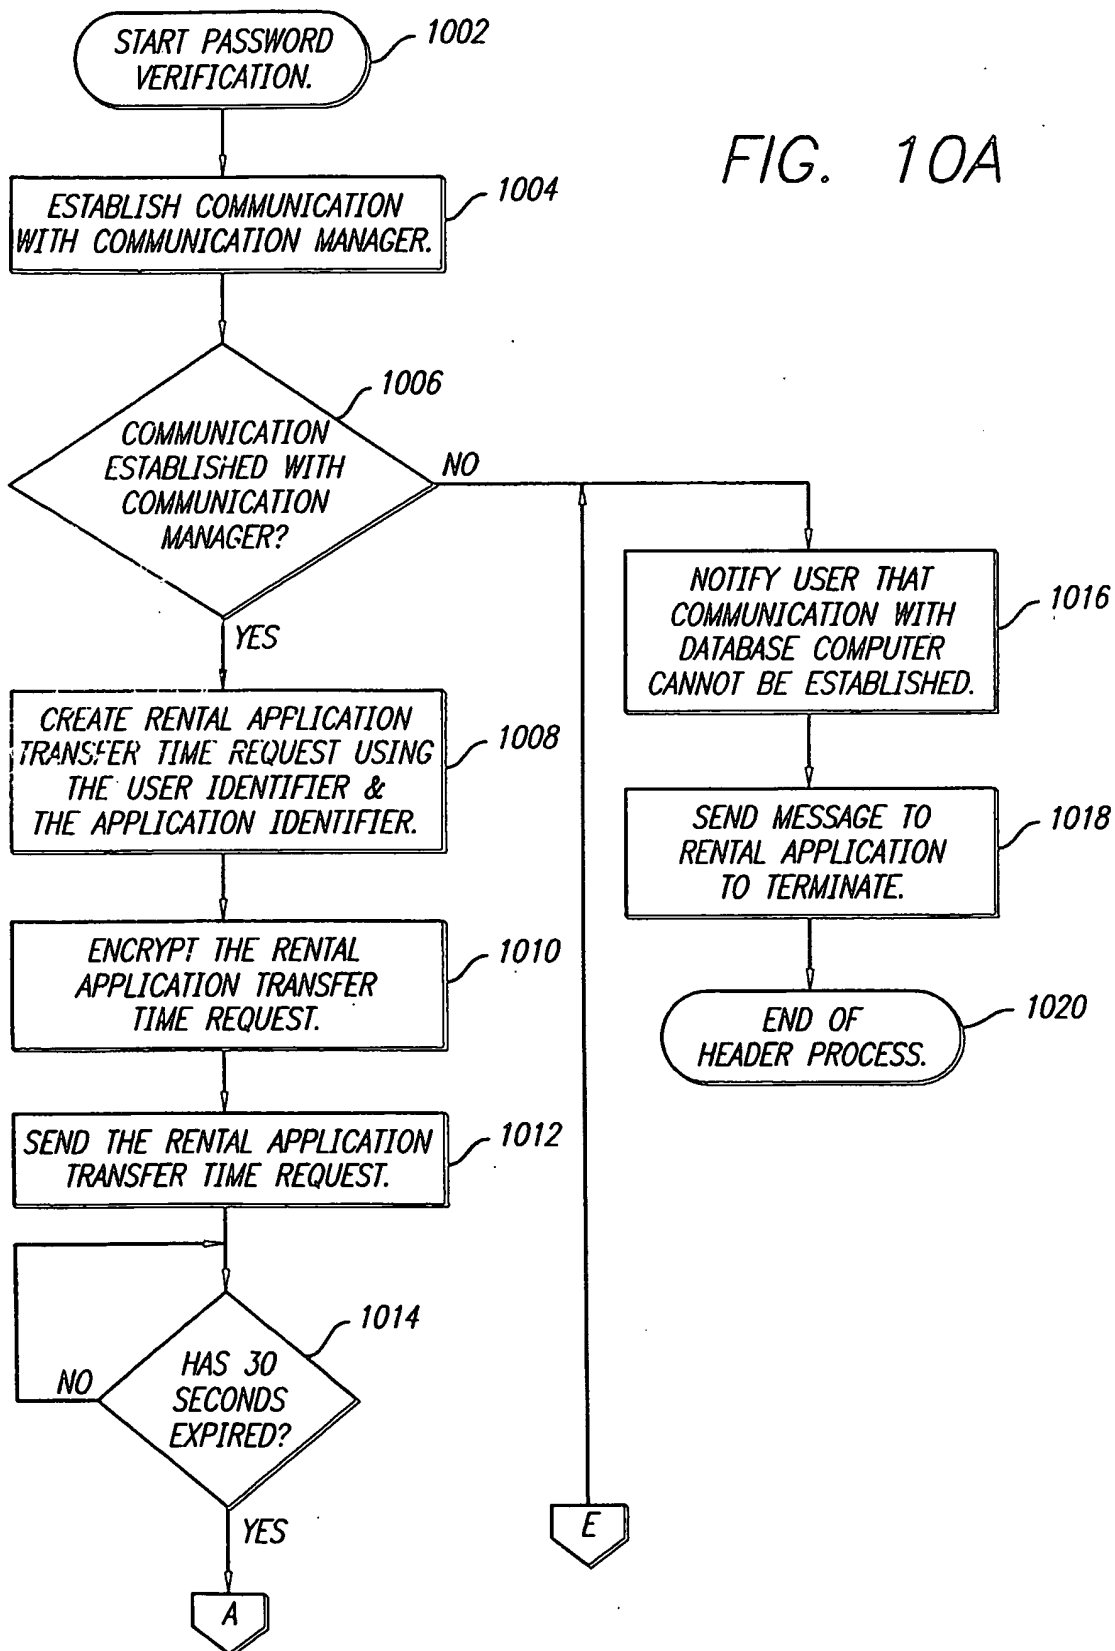 START PASSWORD
VERIFICATION.
1002
FIG. 10A
ESTABLISH COMMUNICATION
WITH COMMUNICATION MANAGER.
1004
COMMUNICATION
ESTABLISHED WITH
COMMUNICATION
MANAGER?
1006
NO
YES
NOTIFY USER THAT
COMMUNICATION WITH
DATABASE COMPUTER
CANNOT BE ESTABLISHED.
1016
CREATE RENTAL APPLICATION
TRANSFER TIME REQUEST USING
THE USER IDENTIFIER &
THE APPLICATION IDENTIFIER.
1008
SEND MESSAGE TO
RENTAL APPLICATION
TO TERMINATE.
1018
ENCRYPT THE RENTAL
APPLICATION TRANSFER
TIME REQUEST.
1010
END OF
HEADER PROCESS.
1020
SEND THE RENTAL APPLICATION
TRANSFER TIME REQUEST.
1012
HAS 30
SECONDS
EXPIRED?
1014
NO
YES
E
A